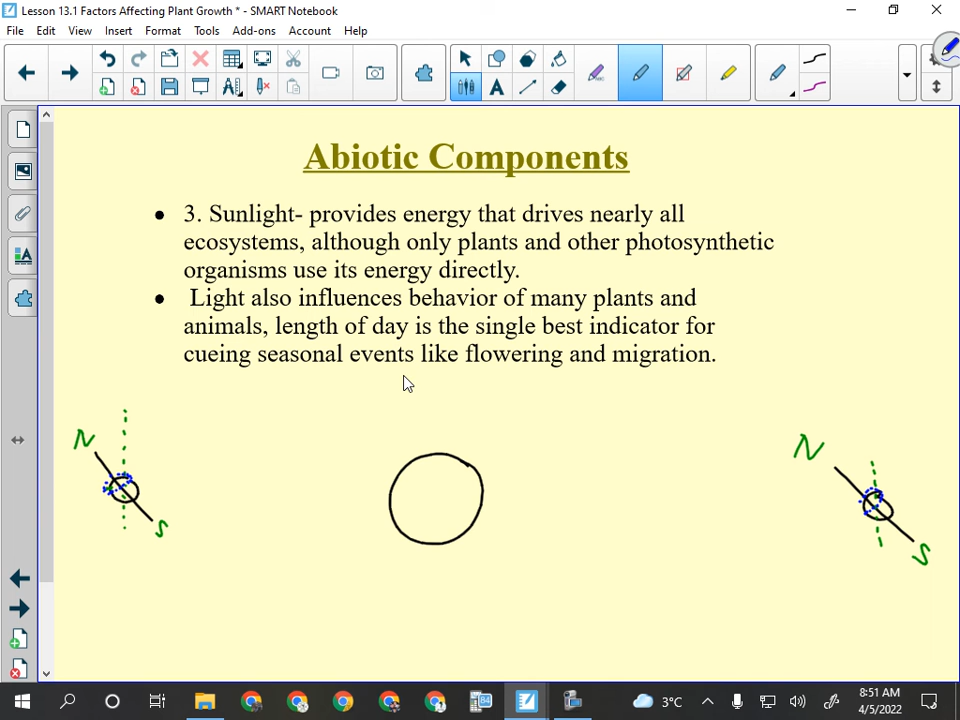 Lesson 13.1 Factors Affecting Plant Growth * - SMART Notebook
File Edit View Insert Format Tools Add-ons Account Help
A
Abiotic Components
• 3. Sunlight- provides energy that drives nearly all
ecosystems, although only plants and other photosynthetic
organisms use its energy directly.
• Light also influences behavior of many plants and
animals, length of day is the single best indicator for
cueing seasonal events like flowering and migration.
N
N
S
S
3°C
8:51 AM
4/5/2022